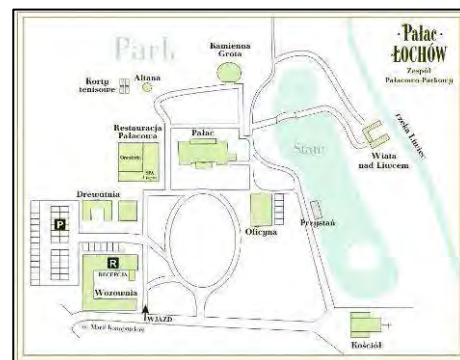 Pałac
ŁOCHÓW
Zespół
Pałacowo Parkowy
Park
Kamienna
Grota
Korty
tenisowe
Altana
rzeka Liwiec
Restauracja
Pałacowa
Pałac
Staw
Wiata
nad Liwcem
SPA
Drewutnia
P
Oficyna
Przystań
R
RECEPCJA
Wozownia
WJAZD
Kościół